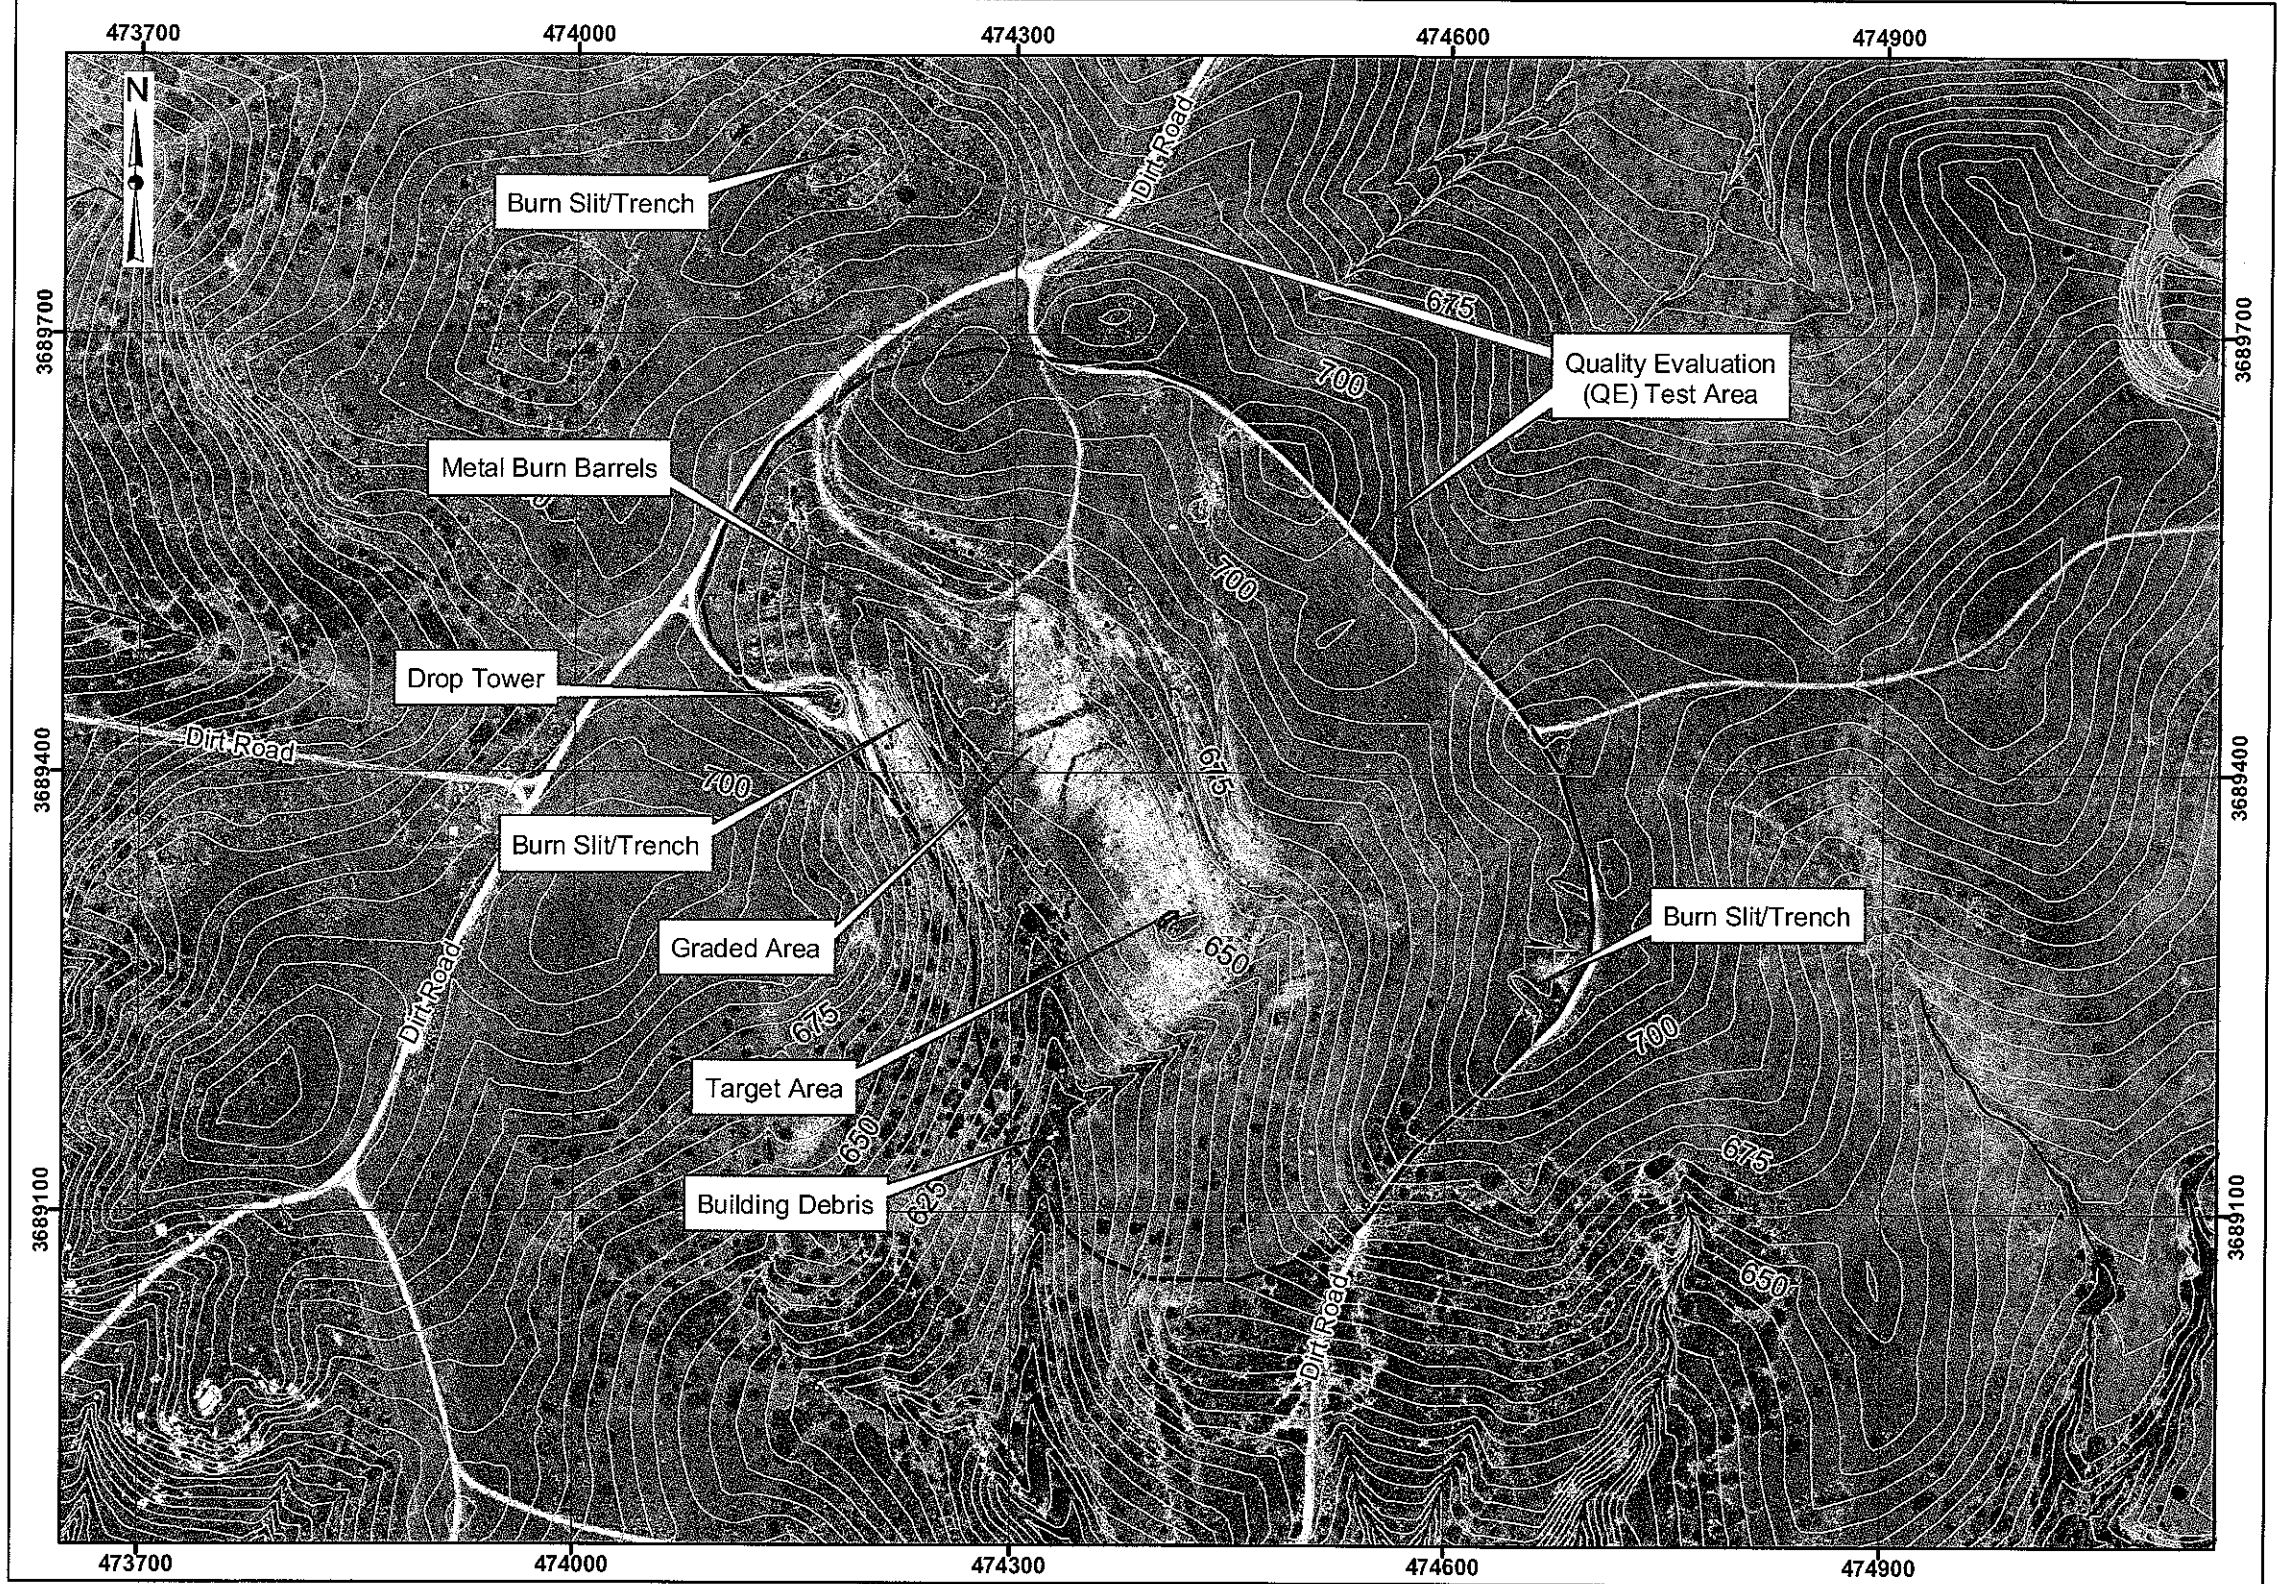 473700
474000
474300
474600
474900
N
Dirt Road
Burn Slit/Trench
675
3689700
3689700
Quality Evaluation
(QE) Test Area
700
Metal Burn Barrels
700
Drop Tower
Dirt Road
700
675
3689400
3689400
Burn Slit/Trench
Burn Slit/Trench
Graded Area
650
Dirt Road
675
700
Target Area
650
675
Building Debris
625
3689100
3689100
650
Dirt Road
473700
474000
474300
474600
474900